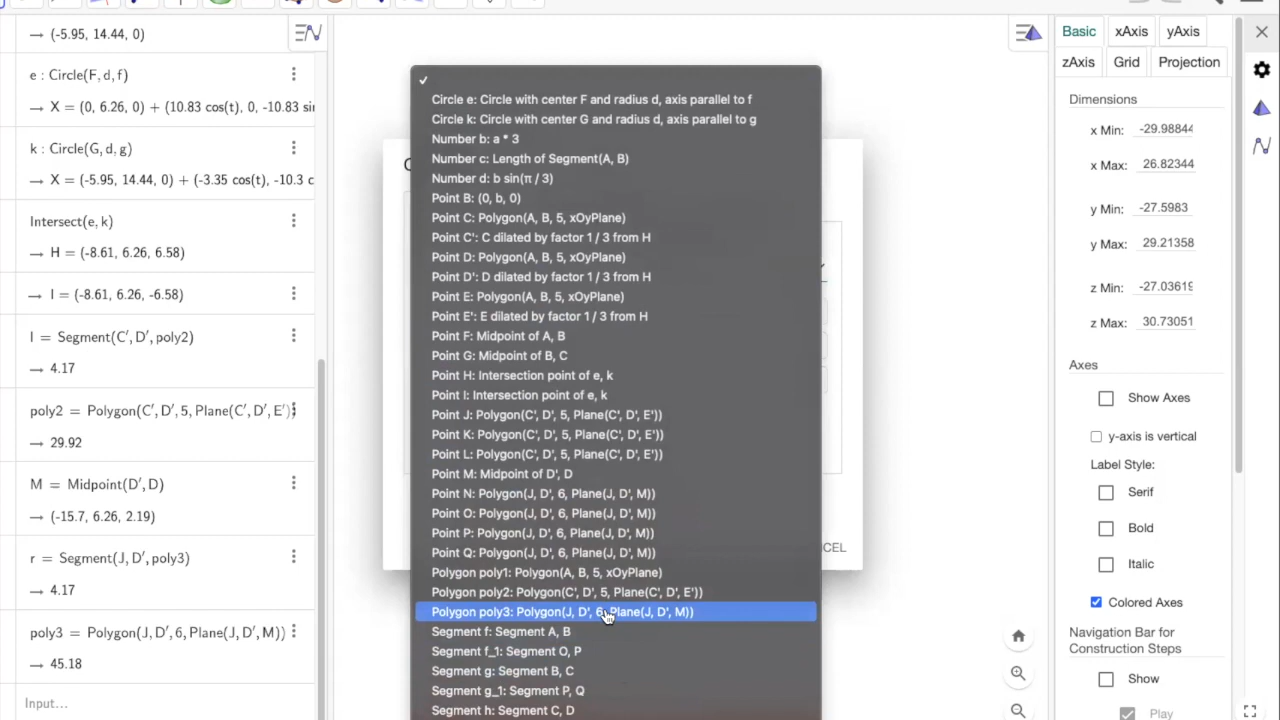 → (-5.95, 14.44, 0)
e : Circle(F, d, f)
→ X = (0, 6.26, 0) + (10.83 cos(t), 0, -10.83 sin
k : Circle(G, d, g)
→ X = (-5.95, 14.44, 0) + (-3.35 cos(t), -10.3 c
Intersect(e, k)
→ H = (-8.61, 6.26, 6.58)
→ I = (-8.61, 6.26, -6.58)
l = Segment(C′, D′, poly2)
→ 4.17
poly2 = Polygon(C′, D′, 5, Plane(C′, D′, E′))
→ 29.92
M = Midpoint(D′, D)
→ (-15.7, 6.26, 2.19)
r = Segment(J, D′, poly3)
→ 4.17
poly3 = Polygon(J, D′, 6, Plane(J, D′, M))
→ 45.18
Input...
✓
Circle e: Circle with center F and radius d, axis parallel to f
Circle k: Circle with center G and radius d, axis parallel to g
Number b: a * 3
Number c: Length of Segment(A, B)
Number d: b sin(π / 3)
Point B: (0, b, 0)
Point C: Polygon(A, B, 5, xOyPlane)
Point C': C dilated by factor 1 / 3 from H
Point D: Polygon(A, B, 5, xOyPlane)
Point D': D dilated by factor 1 / 3 from H
Point E: Polygon(A, B, 5, xOyPlane)
Point E': E dilated by factor 1 / 3 from H
Point F: Midpoint of A, B
Point G: Midpoint of B, C
Point H: Intersection point of e, k
Point I: Intersection point of e, k
Point J: Polygon(C', D', 5, Plane(C', D', E'))
Point K: Polygon(C', D', 5, Plane(C', D', E'))
Point L: Polygon(C', D', 5, Plane(C', D', E'))
Point M: Midpoint of D', D
Point N: Polygon(J, D', 6, Plane(J, D', M))
Point O: Polygon(J, D', 6, Plane(J, D', M))
Point P: Polygon(J, D', 6, Plane(J, D', M))
Point Q: Polygon(J, D', 6, Plane(J, D', M))
Polygon poly1: Polygon(A, B, 5, xOyPlane)
Polygon poly2: Polygon(C', D', 5, Plane(C', D', E'))
Polygon poly3: Polygon(J, D', 6, Plane(J, D', M))
Segment f: Segment A, B
Segment f_1: Segment O, P
Segment g: Segment B, C
Segment g_1: Segment P, Q
Segment h: Segment C, D
Basic xAxis yAxis
zAxis Grid Projection
Dimensions
x Min: -29.98844
x Max: 26.82344
y Min: -27.5983
y Max: 29.21358
z Min: -27.03619
z Max: 30.73051
Axes
Show Axes
y-axis is vertical
Label Style:
Serif
Bold
Italic
Colored Axes
Navigation Bar for
Construction Steps
Show
Play